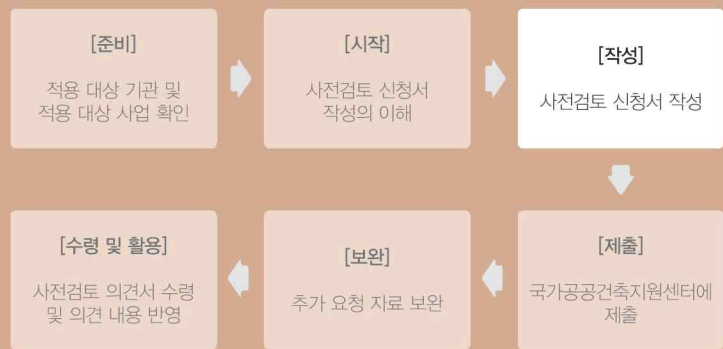 [준비]
적용 대상 기관 및
적용 대상 사업 확인
[시작]
사전검토 신청서
작성의 이해
[작성]
사전검토 신청서 작성
[제출]
국가공공건축지원센터에
제출
[보완]
추가 요청 자료 보완
[수령 및 활용]
사전검토 의견서 수령
및 의견 내용 반영